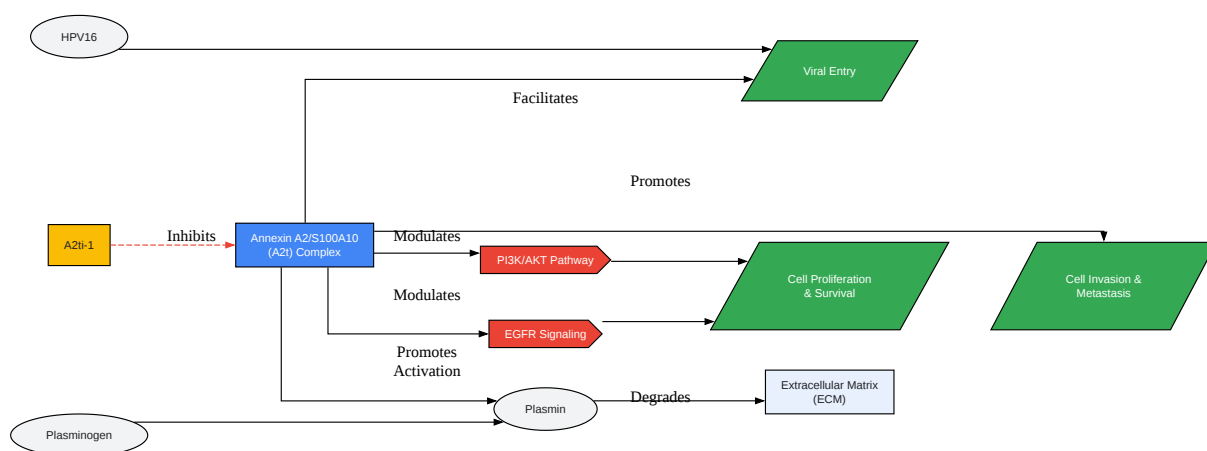 HPV16
Viral Entry
Facilitates
Promotes
Inhibits
Modulates
A2ti-1
Annexin A2/S100A10
(A2t) Complex
PI3K/AKT Pathway
Cell Proliferation
& Survival
Cell Invasion &
Metastasis
Modulates
EGFR Signaling
Promotes
Activation
Extracellular Matrix
(ECM)
Degrades
Plasmin
Plasminogen